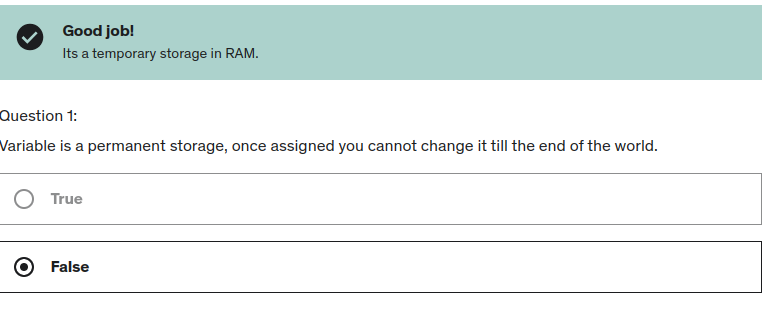 Good job!
Its a temporary storage in RAM.
Question 1:
Variable is a permanent storage, once assigned you cannot change it till the end of the world.
True
False